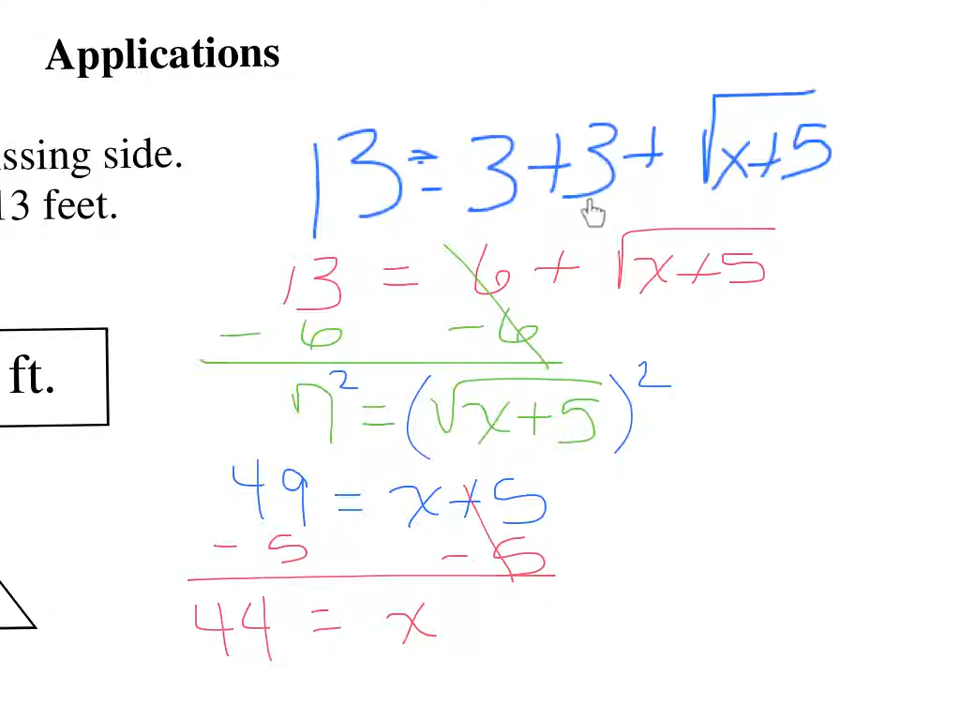 Applications
13 = 3 + 3 + √x+5
issing side.
13 feet.
13 = 6 + √x+5
- 6 - 6
ft.
7² = (√x+5)²
49 = x+5
- 5 - 5
44 = x